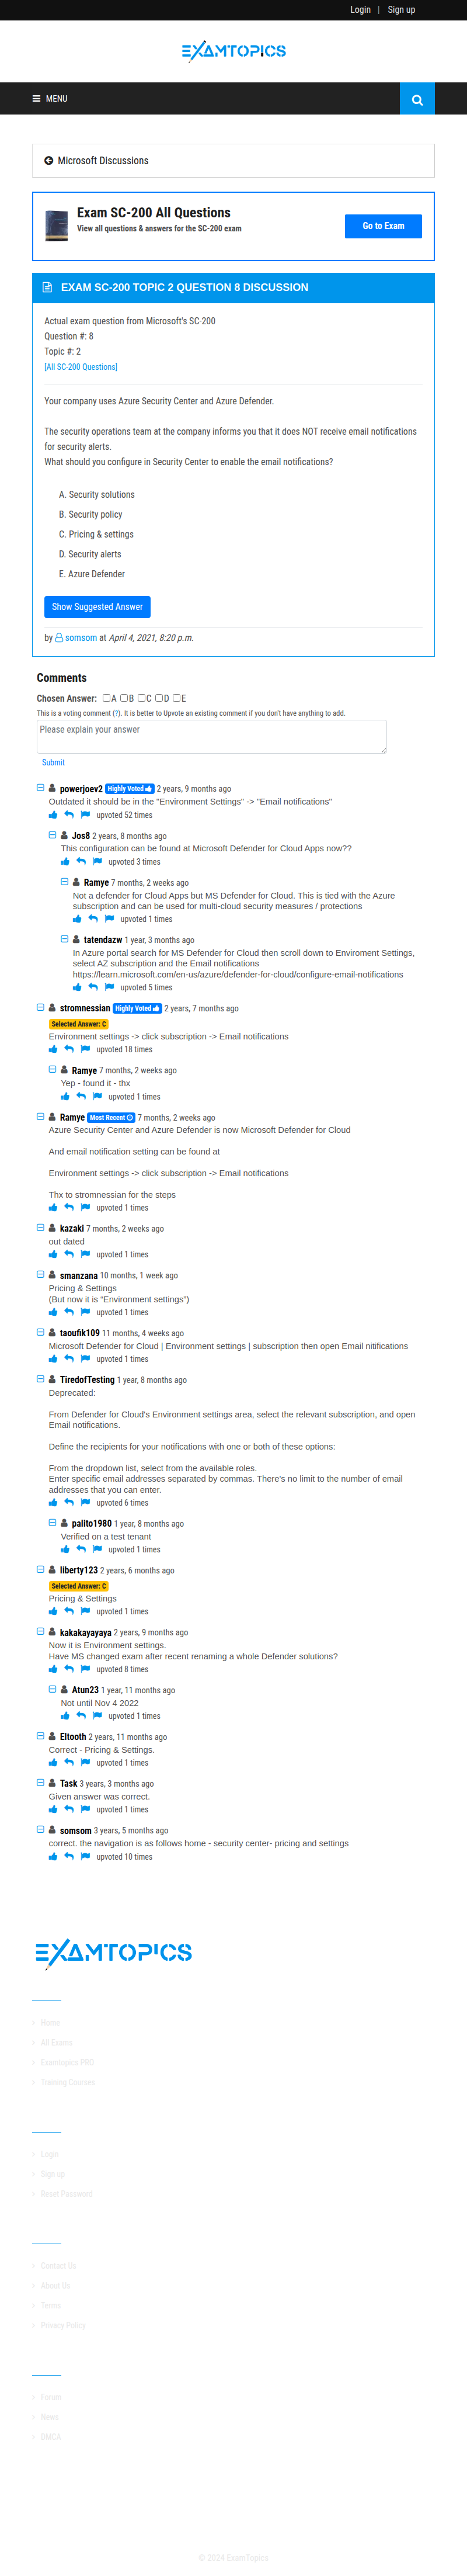 Login | Sign up
EXAMTOPICS
MENU
Microsoft Discussions
Exam SC-200 All Questions
View all questions & answers for the SC-200 exam
Go to Exam
EXAM SC-200 TOPIC 2 QUESTION 8 DISCUSSION
Actual exam question from Microsoft's SC-200
Question #: 8
Topic #: 2
[All SC-200 Questions]
Your company uses Azure Security Center and Azure Defender.
The security operations team at the company informs you that it does NOT receive email notifications
for security alerts.
What should you configure in Security Center to enable the email notifications?
A. Security solutions
B. Security policy
C. Pricing & settings
D. Security alerts
E. Azure Defender
Show Suggested Answer
by somsom at April 4, 2021, 8:20 p.m.
Comments
Chosen Answer: A B C D E
This is a voting comment (?). It is better to Upvote an existing comment if you don't have anything to add.
Please explain your answer
Submit
powerjoev2 Highly Voted 2 years, 9 months ago
Outdated it should be in the "Environment Settings" -> "Email notifications"
upvoted 52 times
Jos8 2 years, 8 months ago
This configuration can be found at Microsoft Defender for Cloud Apps now??
upvoted 3 times
Ramye 7 months, 2 weeks ago
Not a defender for Cloud Apps but MS Defender for Cloud. This is tied with the Azure
subscription and can be used for multi-cloud security measures / protections
upvoted 1 times
tatendazw 1 year, 3 months ago
In Azure portal search for MS Defender for Cloud then scroll down to Enviroment Settings,
select AZ subscription and the Email notifications
https://learn.microsoft.com/en-us/azure/defender-for-cloud/configure-email-notifications
upvoted 5 times
stromnessian Highly Voted 2 years, 7 months ago
Selected Answer: C
Environment settings -> click subscription -> Email notifications
upvoted 18 times
Ramye 7 months, 2 weeks ago
Yep - found it - thx
upvoted 1 times
Ramye Most Recent 7 months, 2 weeks ago
Azure Security Center and Azure Defender is now Microsoft Defender for Cloud
And email notification setting can be found at
Environment settings -> click subscription -> Email notifications
Thx to stromnessian for the steps
upvoted 1 times
kazaki 7 months, 2 weeks ago
out dated
upvoted 1 times
smanzana 10 months, 1 week ago
Pricing & Settings
(But now it is “Environment settings”)
upvoted 1 times
taoufik109 11 months, 4 weeks ago
Microsoft Defender for Cloud | Environment settings | subscription then open Email nitifications
upvoted 1 times
TiredofTesting 1 year, 8 months ago
Deprecated:
From Defender for Cloud's Environment settings area, select the relevant subscription, and open
Email notifications.
Define the recipients for your notifications with one or both of these options:
From the dropdown list, select from the available roles.
Enter specific email addresses separated by commas. There's no limit to the number of email
addresses that you can enter.
upvoted 6 times
palito1980 1 year, 8 months ago
Verified on a test tenant
upvoted 1 times
liberty123 2 years, 6 months ago
Selected Answer: C
Pricing & Settings
upvoted 1 times
kakakayayaya 2 years, 9 months ago
Now it is Environment settings.
Have MS changed exam after recent renaming a whole Defender solutions?
upvoted 8 times
Atun23 1 year, 11 months ago
Not until Nov 4 2022
upvoted 1 times
Eltooth 2 years, 11 months ago
Correct - Pricing & Settings.
upvoted 1 times
Task 3 years, 3 months ago
Given answer was correct.
upvoted 1 times
somsom 3 years, 5 months ago
correct. the navigation is as follows home - security center- pricing and settings
upvoted 10 times
EXAMTOPICS
Home
All Exams
Examtopics PRO
Training Courses
Login
Sign up
Reset Password
Contact Us
About Us
Terms
Privacy Policy
Forum
News
DMCA
© 2024 ExamTopics